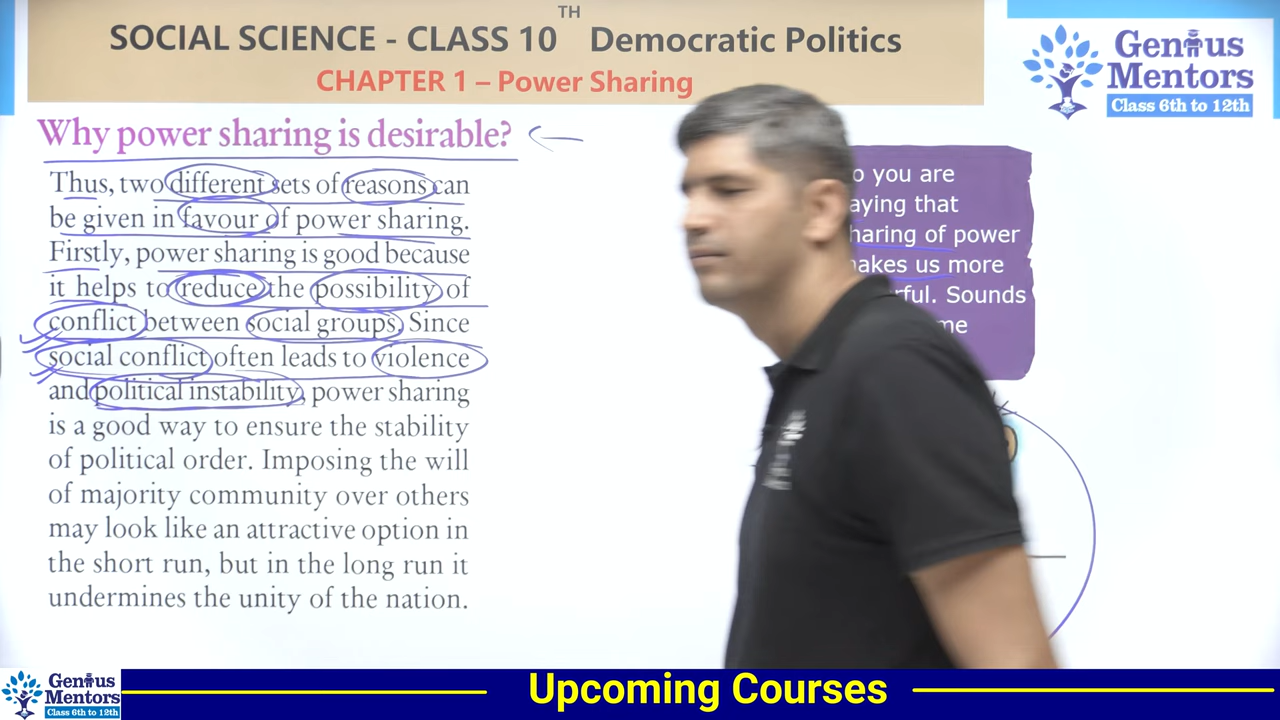 SOCIAL SCIENCE - CLASS 10TH Democratic Politics
CHAPTER 1 – Power Sharing
Genius
Mentors
Class 6th to 12th
Why power sharing is desirable?
Thus, two different sets of reasons can
be given in favour of power sharing.
Firstly, power sharing is good because
it helps to reduce the possibility of
conflict between social groups. Since
social conflict often leads to violence
and political instability, power sharing
is a good way to ensure the stability
of political order. Imposing the will
of majority community over others
may look like an attractive option in
the short run, but in the long run it
undermines the unity of the nation.
you are
that
of power
us more
Sounds
Genius
Mentors
Class 6th to 12th
Upcoming Courses